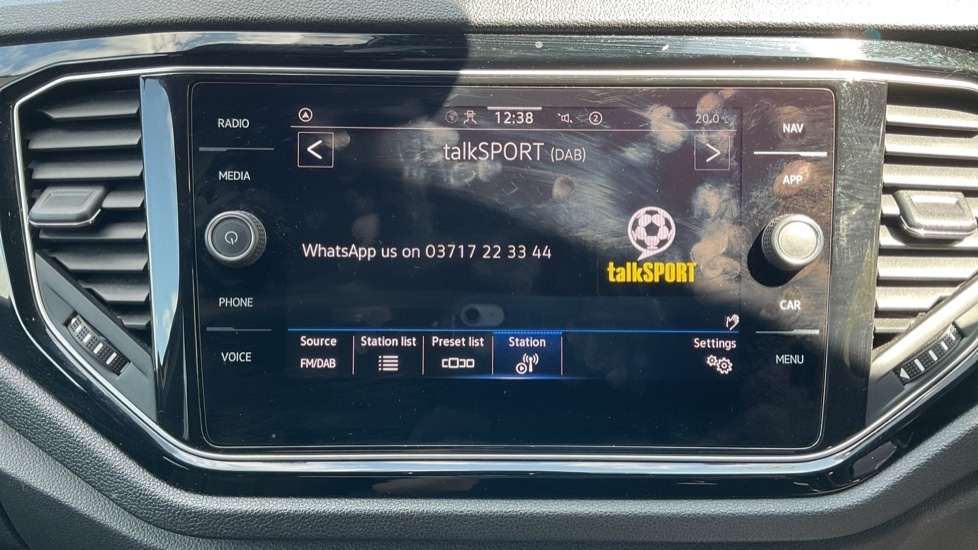 RADIO
MEDIA
PHONE
VOICE
12:38
2
20,0 °C
talkSPORT (DAB)
WhatsApp us on 03717 22 33 44
talkSPORT
Source
FM/DAB
Station list
Preset list
Station
Settings
NAV
APP
CAR
MENU